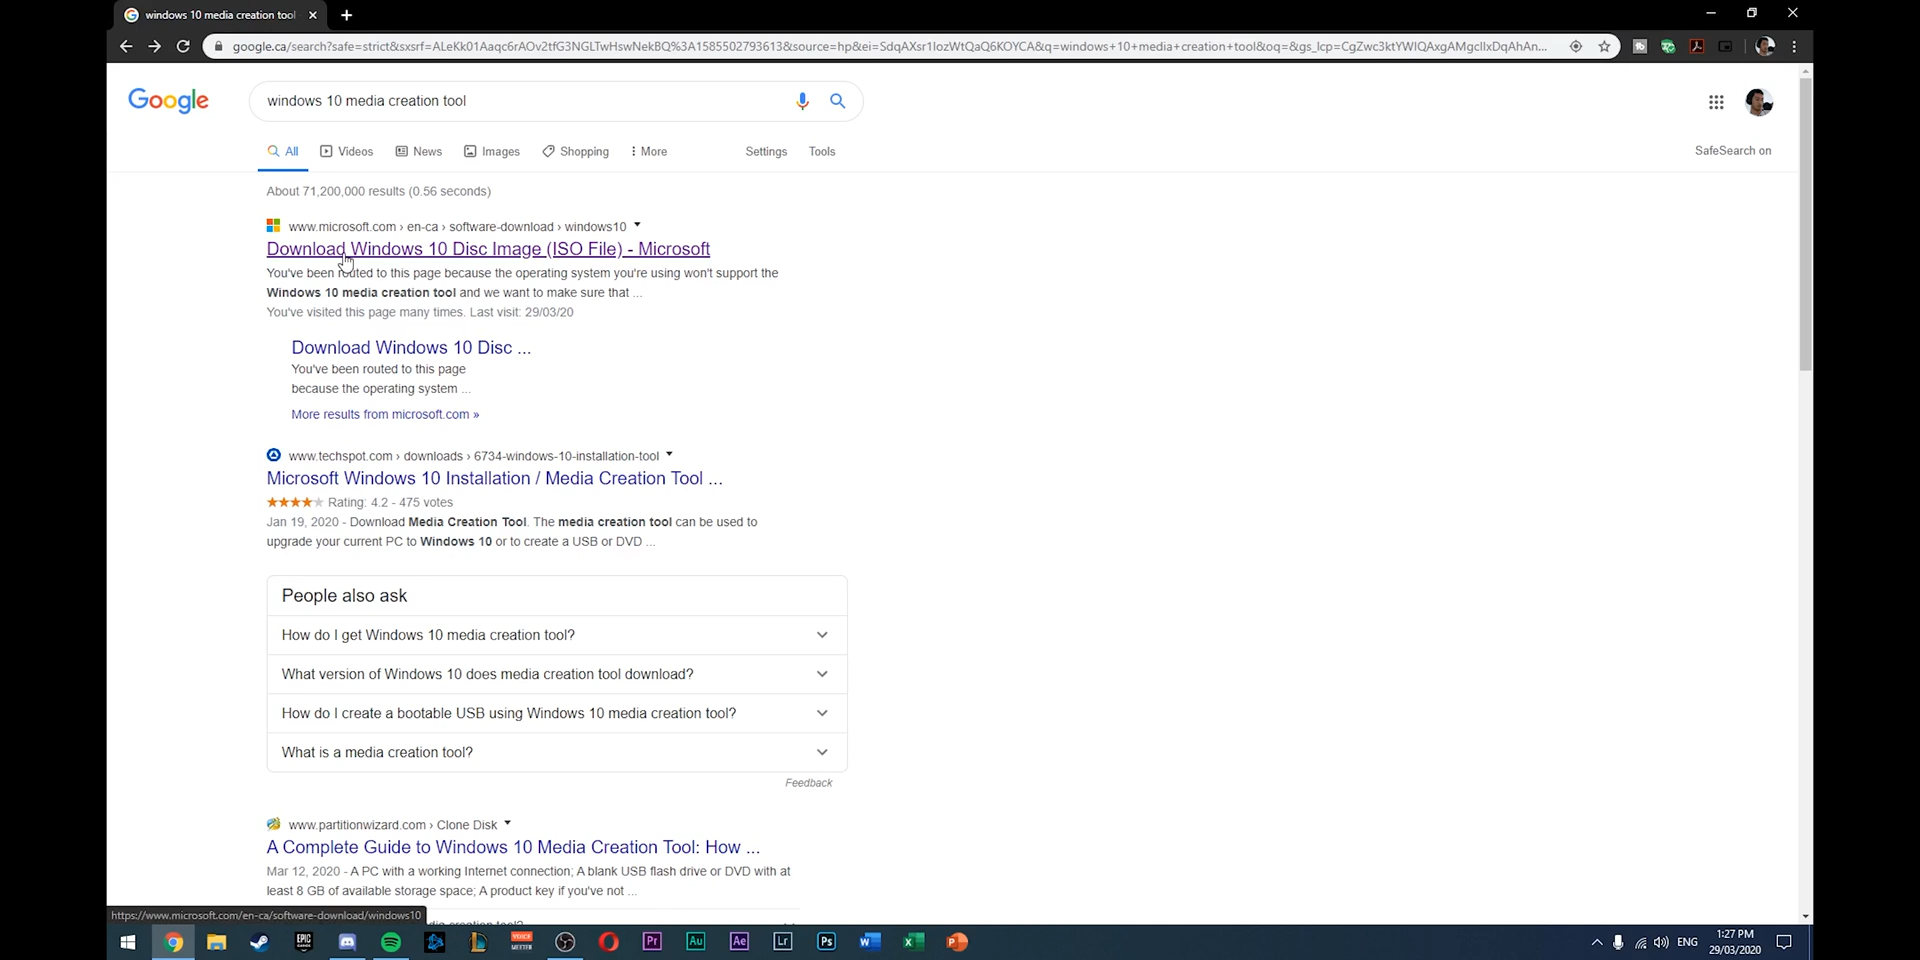 windows 10 media creation tool
google.ca/search?safe=strict&sxsrf=ALeKk01Aaqc6rAOv2tfG3NGLTwHswNekBQ%3A1585502793613&source=hp&ei=SdqAXsr1IozWtQaQ6KOYCA&q=windows+10+media+creation+tool&oq=&gs_lcp=CgZwc3ktYWIQAxgAMgcIIxDqAhAn...
Google
windows 10 media creation tool
All Videos News Images Shopping More Settings Tools
SafeSearch on
About 71,200,000 results (0.56 seconds)
www.microsoft.com › en-ca › software-download › windows10
Download Windows 10 Disc Image (ISO File) - Microsoft
You've been routed to this page because the operating system you're using won't support the
Windows 10 media creation tool and we want to make sure that ...
You've visited this page many times. Last visit: 29/03/20
Download Windows 10 Disc ...
You've been routed to this page
because the operating system ...
More results from microsoft.com »
www.techspot.com › downloads › 6734-windows-10-installation-tool
Microsoft Windows 10 Installation / Media Creation Tool ...
Rating: 4.2 - 475 votes
Jan 19, 2020 - Download Media Creation Tool. The media creation tool can be used to
upgrade your current PC to Windows 10 or to create a USB or DVD ...
People also ask
How do I get Windows 10 media creation tool?
What version of Windows 10 does media creation tool download?
How do I create a bootable USB using Windows 10 media creation tool?
What is a media creation tool?
Feedback
www.partitionwizard.com › Clone Disk
A Complete Guide to Windows 10 Media Creation Tool: How ...
Mar 12, 2020 - A PC with a working Internet connection; A blank USB flash drive or DVD with at
least 8 GB of available storage space; A product key if you've not ...
https://www.microsoft.com/en-ca/software-download/windows10
EPIC GAMES VOICE MEETER Pr Au Ae Lr Ps ENG
1:27 PM
29/03/2020